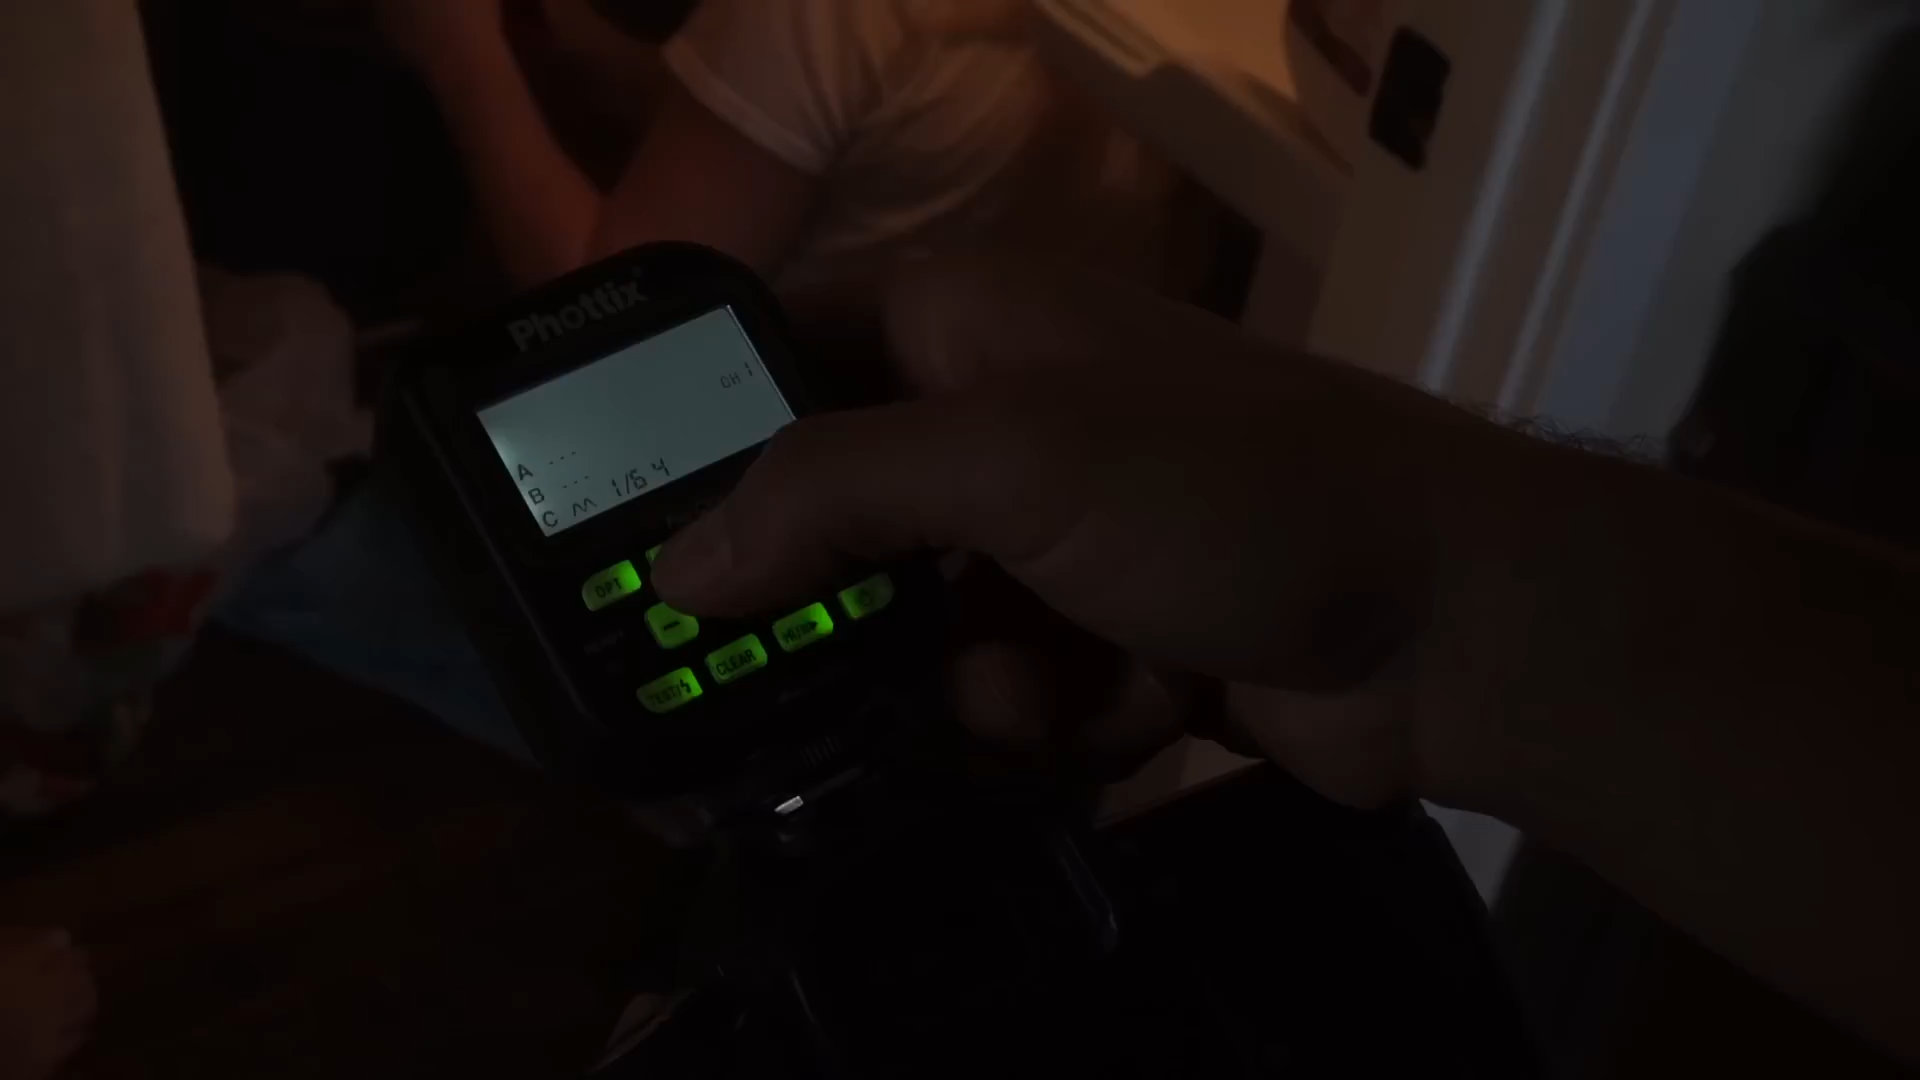 Phottix
CH 1
A ---
B ---
C M 1/64
OPT
−
CLEAR
TEST/